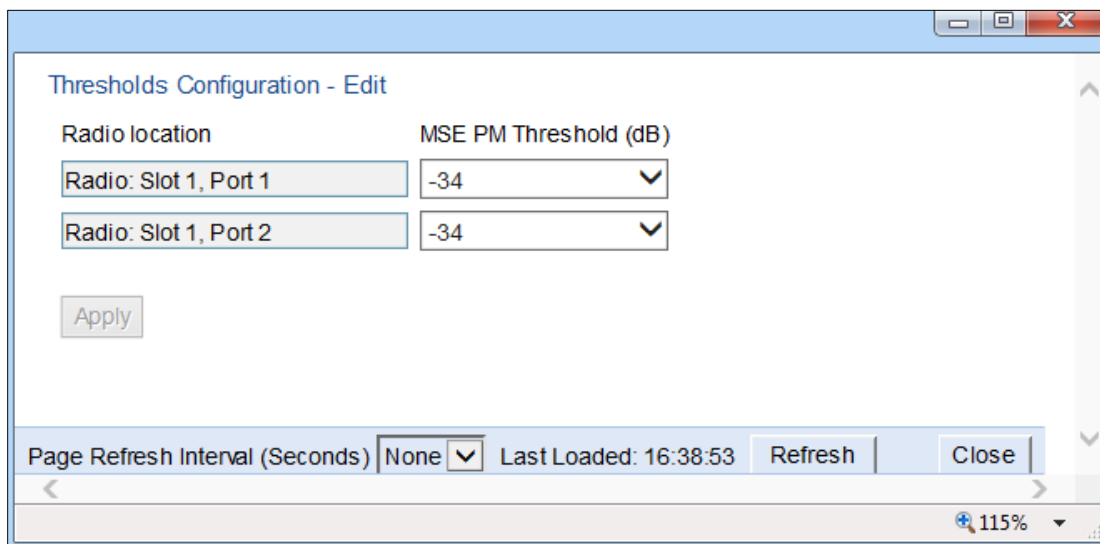 Thresholds Configuration - Edit
Radio location MSE PM Threshold (dB)
Radio: Slot 1, Port 1 -34
Radio: Slot 1, Port 2 -34
Apply
Page Refresh Interval (Seconds) None Last Loaded: 16:38:53 Refresh Close
115%